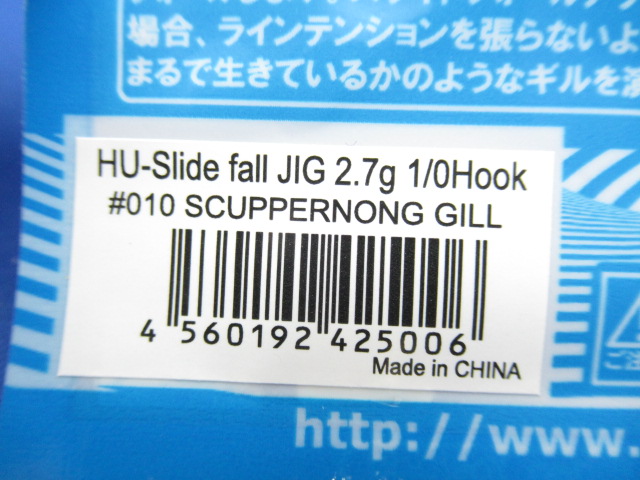 場合、ラインテンションを張らないよ
まるで生きているかのようなギルを演
HU-Slide fall JIG 2.7g 1/0Hook
#010 SCUPPERNONG GILL
4 560192 425006
Made in CHINA
http://www.